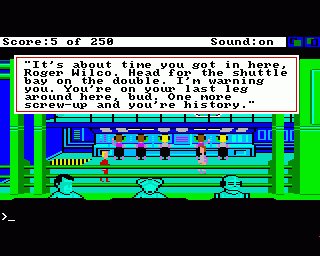 Score:5 of 250 Sound:on
"It's about time you got in here,
Roger Wilco. Head for the shuttle
bay on the double. I'm warning
you. You're on your last leg
around here, bud. One more
screw-up and you're history."
>_